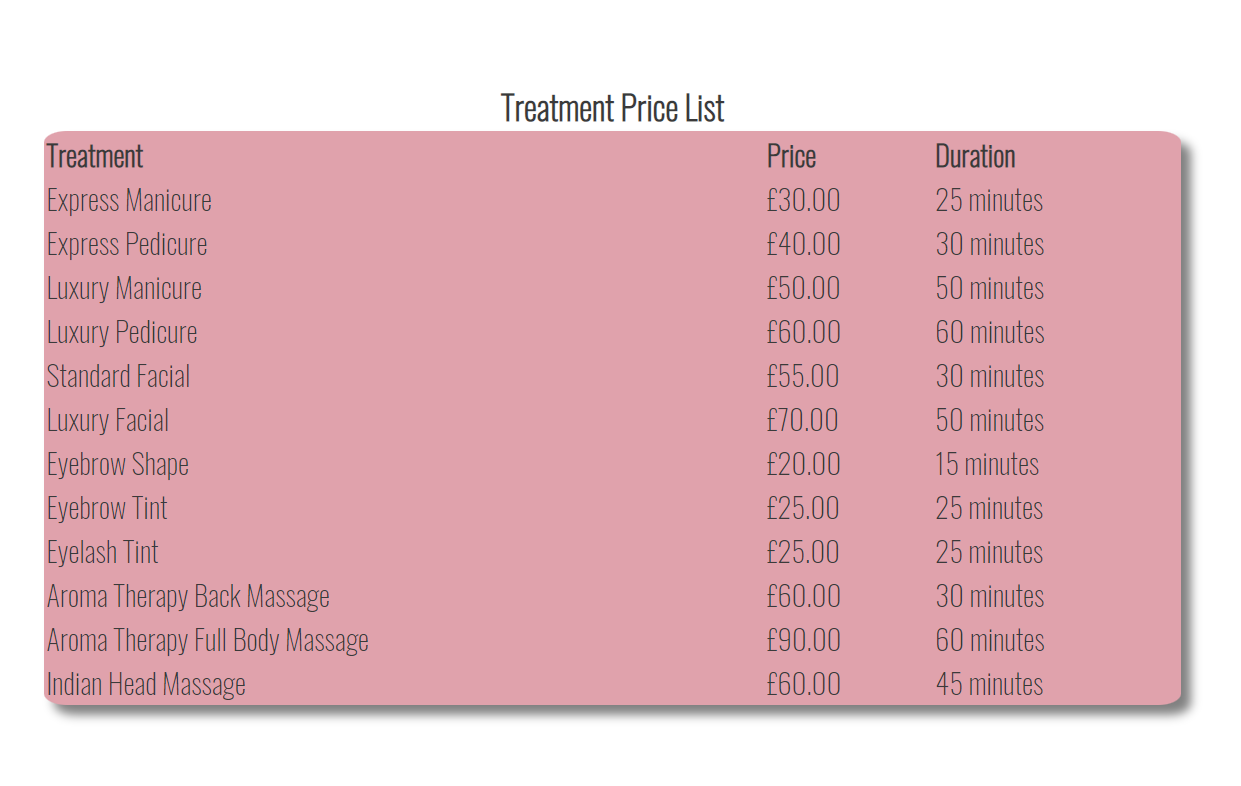 Treatment Price List
Treatment Price Duration
Express Manicure £30.00 25 minutes
Express Pedicure £40.00 30 minutes
Luxury Manicure £50.00 50 minutes
Luxury Pedicure £60.00 60 minutes
Standard Facial £55.00 30 minutes
Luxury Facial £70.00 50 minutes
Eyebrow Shape £20.00 15 minutes
Eyebrow Tint £25.00 25 minutes
Eyelash Tint £25.00 25 minutes
Aroma Therapy Back Massage £60.00 30 minutes
Aroma Therapy Full Body Massage £90.00 60 minutes
Indian Head Massage £60.00 45 minutes